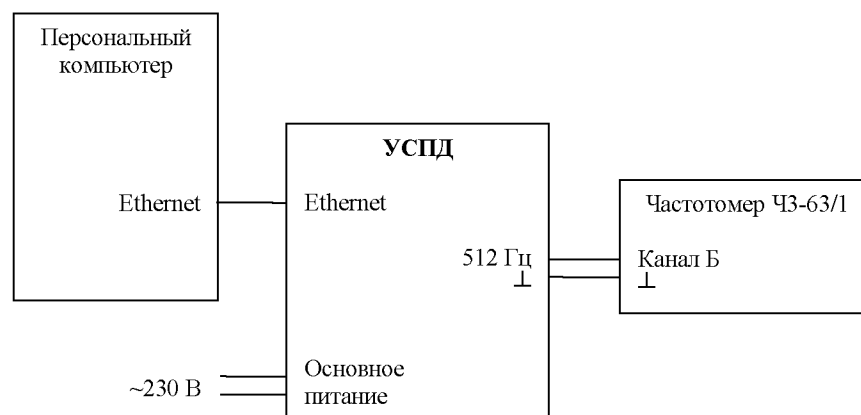 Персональный
компьютер
Ethernet
УСПД
Ethernet
512 Гц
⊥
Основное
питание
~230 В
Частотомер Ч3-63/1
Канал Б
⊥